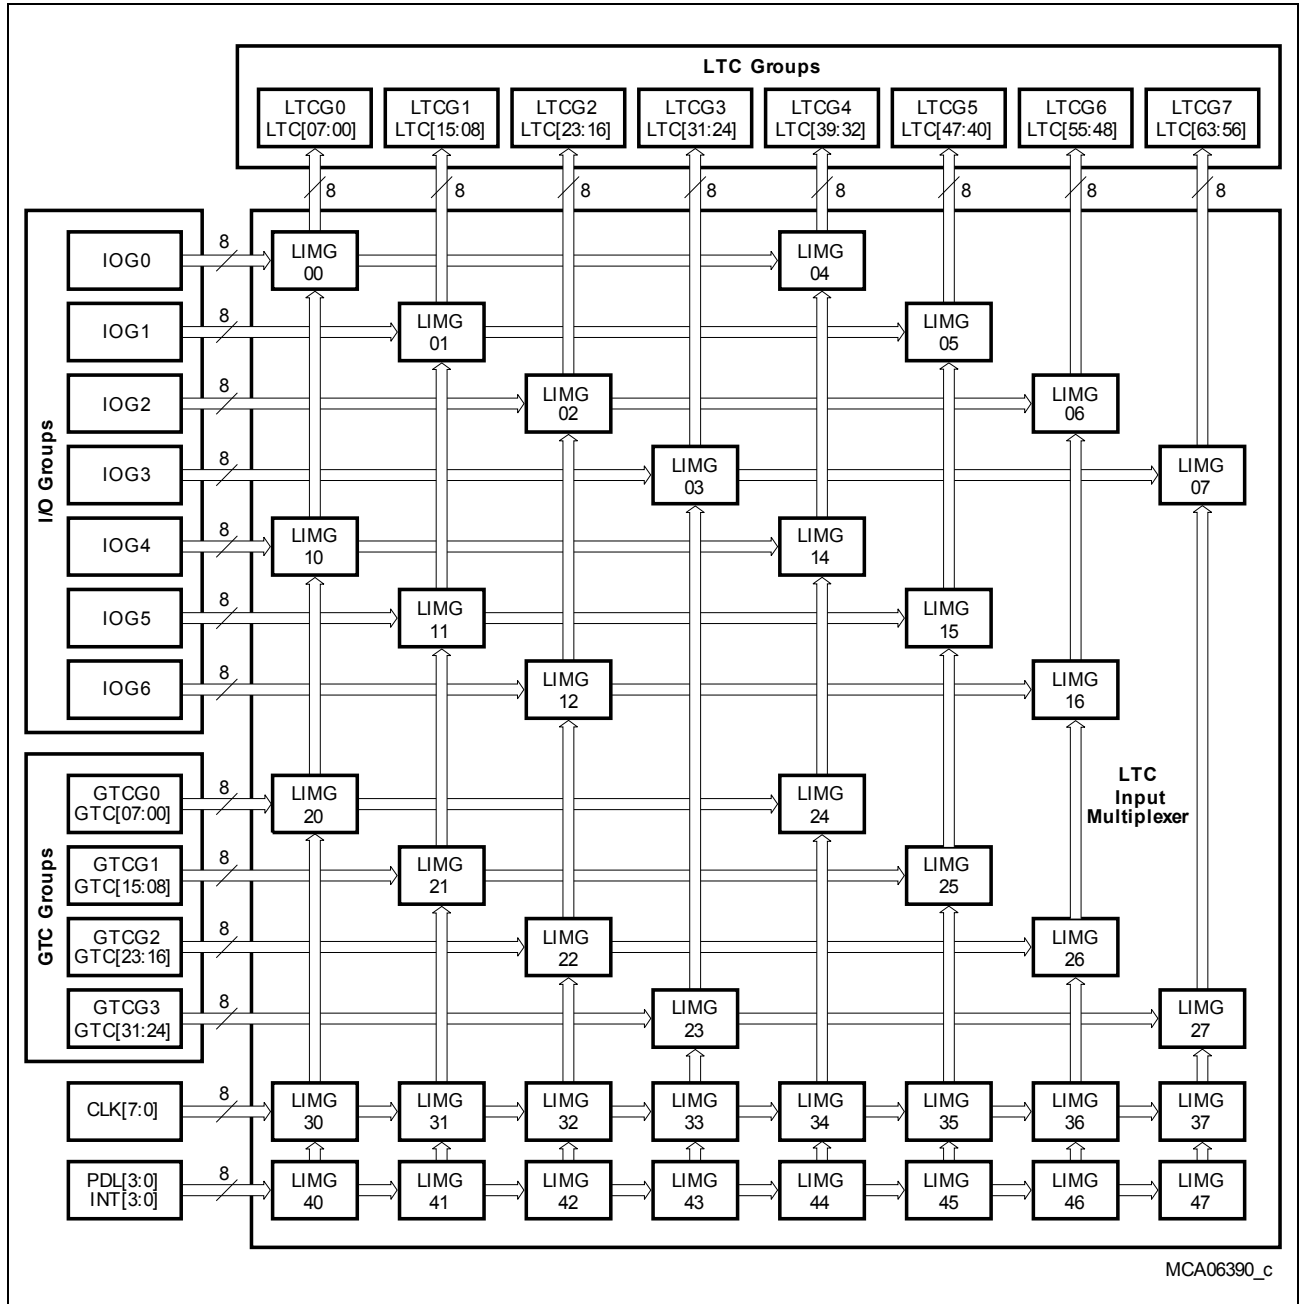 LTC Groups
LTCG0 LTCG1 LTCG2 LTCG3 LTCG4 LTCG5 LTCG6 LTCG7
LTC[07:00] LTC[15:08] LTC[23:16] LTC[31:24] LTC[39:32] LTC[47:40] LTC[55:48] LTC[63:56]
8 8 8 8 8 8 8 8
I/O Groups
IOG0 8 LIMG 00 LIMG 04
IOG1 8 LIMG 01 LIMG 05
IOG2 8 LIMG 02 LIMG 06
IOG3 8 LIMG 03 LIMG 07
IOG4 8 LIMG 10 LIMG 14
IOG5 8 LIMG 11 LIMG 15
IOG6 8 LIMG 12 LIMG 16
LTC
Input
Multiplexer
GTC Groups
GTCG0 8 LIMG LIMG
GTC[07:00] 20 24
GTCG1 8 LIMG LIMG
GTC[15:08] 21 25
GTCG2 8 LIMG LIMG
GTC[23:16] 22 26
GTCG3 8 LIMG LIMG
GTC[31:24] 23 27
CLK[7:0] 8 LIMG LIMG LIMG LIMG LIMG LIMG LIMG LIMG
30 31 32 33 34 35 36 37
PDL[3:0] 8 LIMG LIMG LIMG LIMG LIMG LIMG LIMG LIMG
INT[3:0] 40 41 42 43 44 45 46 47
MCA06390_c